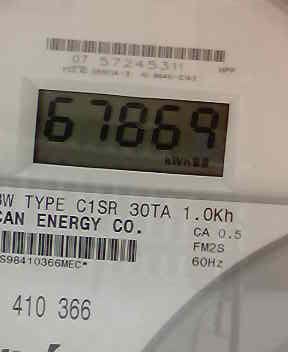 07 57245311
67869
kWh
3W TYPE C1SR 30TA 1.0Kh
CAN ENERGY CO.
CA 0.5
FM2S
S98410366MEC*
60Hz
410 366